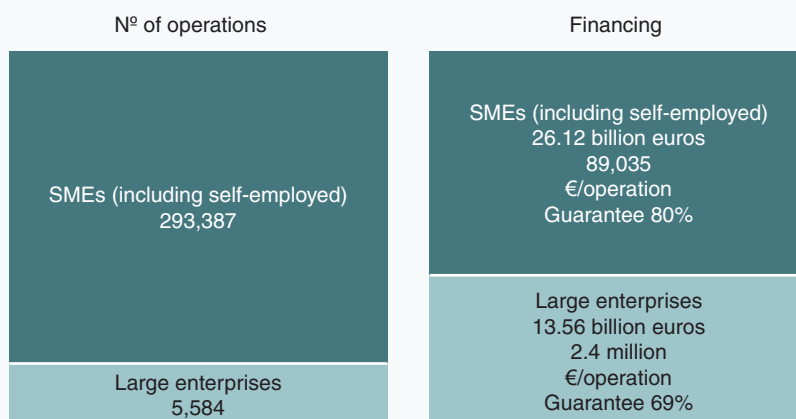 Nº of operations
SMEs (including self-employed)
293,387
Large enterprises
5,584
Financing
SMEs (including self-employed)
26.12 billion euros
89,035
€/operation
Guarantee 80%
Large enterprises
13.56 billion euros
2.4 million
€/operation
Guarantee 69%